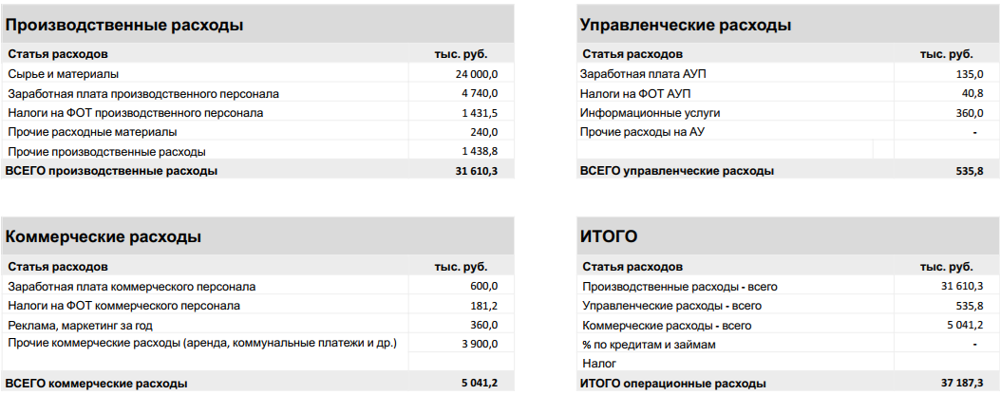 Производственные расходы
Статья расходов тыс. руб.
Сырье и материалы 24 000,0
Заработная плата производственного персонала 4 740,0
Налоги на ФОТ производственного персонала 1 431,5
Прочие расходные материалы 240,0
Прочие производственные расходы 1 438,8
ВСЕГО производственные расходы 31 610,3
Управленческие расходы
Статья расходов тыс. руб.
Заработная плата АУП 135,0
Налоги на ФОТ АУП 40,8
Информационные услуги 360,0
Прочие расходы на АУ -
ВСЕГО управленческие расходы 535,8
Коммерческие расходы
Статья расходов тыс. руб.
Заработная плата коммерческого персонала 600,0
Налоги на ФОТ коммерческого персонала 181,2
Реклама, маркетинг за год 360,0
Прочие коммерческие расходы (аренда, коммунальные платежи и др.) 3 900,0
ВСЕГО коммерческие расходы 5 041,2
ИТОГО
Статья расходов тыс. руб.
Производственные расходы - всего 31 610,3
Управленческие расходы - всего 535,8
Коммерческие расходы - всего 5 041,2
% по кредитам и займам -
Налог
ИТОГО операционные расходы 37 187,3